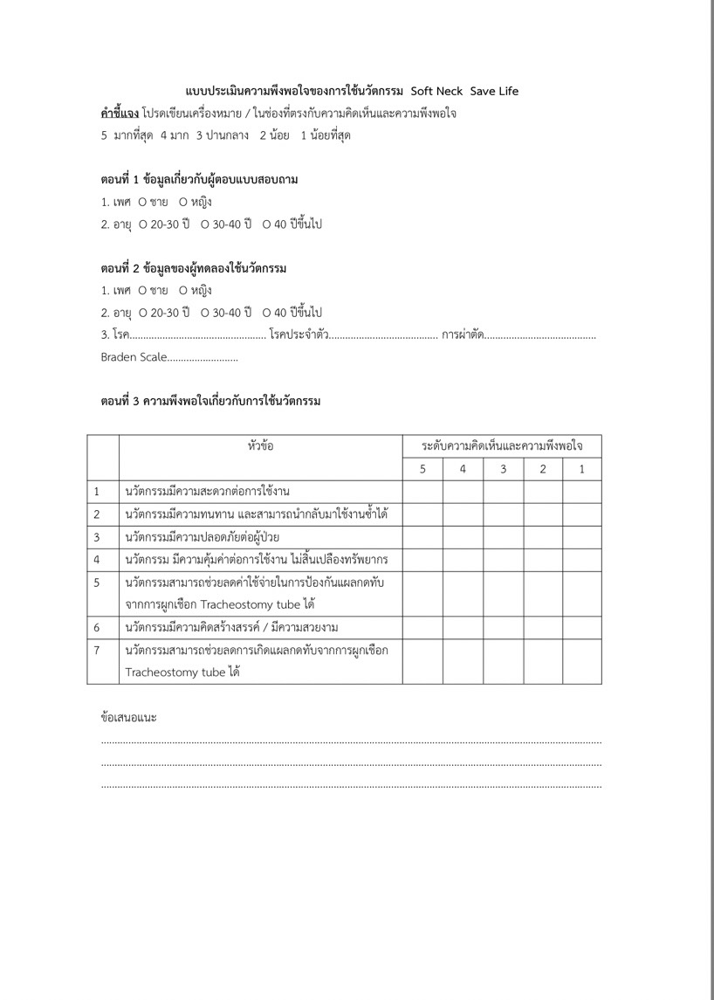 แบบประเมินความพึงพอใจของการใช้นวัตกรรม Soft Neck Save Life
คำชี้แจง โปรดเขียนเครื่องหมาย / ในช่องที่ตรงกับความคิดเห็นและความพึงพอใจ
5 มากที่สุด 4 มาก 3 ปานกลาง 2 น้อย 1 น้อยที่สุด
ตอนที่ 1 ข้อมูลเกี่ยวกับผู้ตอบแบบสอบถาม
1. เพศ O ชาย O หญิง
2. อายุ O 20-30 ปี O 30-40 ปี O 40 ปีขึ้นไป
ตอนที่ 2 ข้อมูลของผู้ทดลองใช้นวัตกรรม
1. เพศ O ชาย O หญิง
2. อายุ O 20-30 ปี O 30-40 ปี O 40 ปีขึ้นไป
3. โรค.................................................. โรคประจำตัว........................................ การผ่าตัด.........................................
Braden Scale..........................
ตอนที่ 3 ความพึงพอใจเกี่ยวกับการใช้นวัตกรรม
หัวข้อ ระดับความคิดเห็นและความพึงพอใจ
5 4 3 2 1
1 นวัตกรรมมีความสะดวกต่อการใช้งาน
2 นวัตกรรมมีความทนทาน และสามารถนำกลับมาใช้งานซ้ำได้
3 นวัตกรรมมีความปลอดภัยต่อผู้ป่วย
4 นวัตกรรม มีความคุ้มค่าต่อการใช้งาน ไม่สิ้นเปลืองทรัพยากร
5 นวัตกรรมสามารถช่วยลดค่าใช้จ่ายในการป้องกันแผลกดทับ
จากการผูกเชือก Tracheostomy tube ได้
6 นวัตกรรมมีความคิดสร้างสรรค์ / มีความสวยงาม
7 นวัตกรรมสามารถช่วยลดการเกิดแผลกดทับจากการผูกเชือก
Tracheostomy tube ได้
ข้อเสนอแนะ
........................................................................................................................................................................................
........................................................................................................................................................................................
........................................................................................................................................................................................